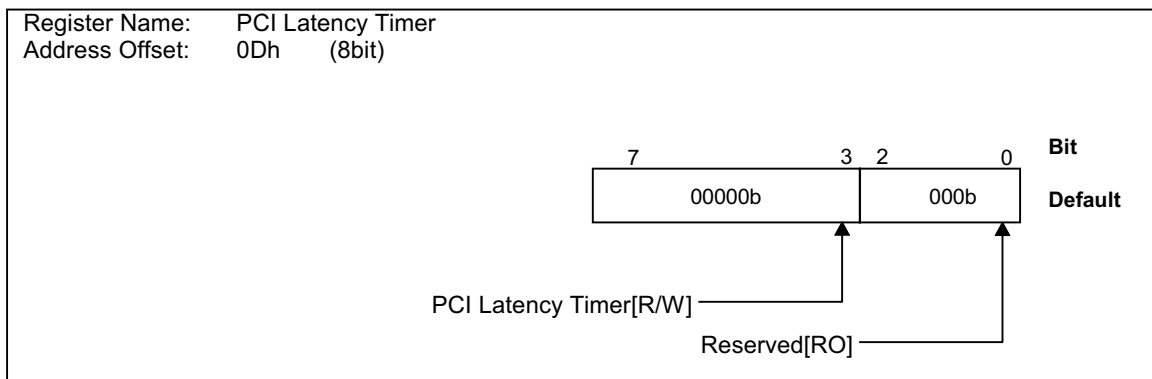 Register Name: PCI Latency Timer
Address Offset: 0Dh (8bit)
7 3 2 0 Bit
00000b 000b Default
PCI Latency Timer[R/W]
Reserved[RO]